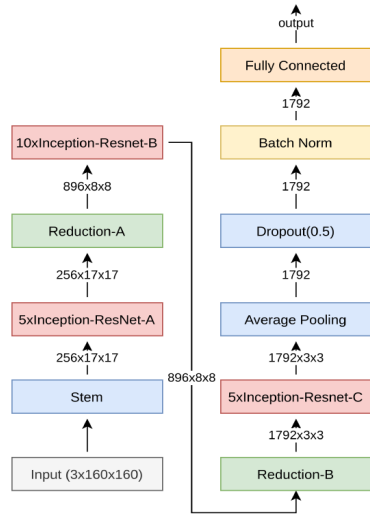 output
Fully Connected
1792
Batch Norm
1792
Dropout(0.5)
1792
Average Pooling
1792x3x3
5xInception-Resnet-C
1792x3x3
Reduction-B
10xInception-Resnet-B
896x8x8
Reduction-A
256x17x17
5xInception-ResNet-A
256x17x17
Stem
Input (3x160x160)
896x8x8